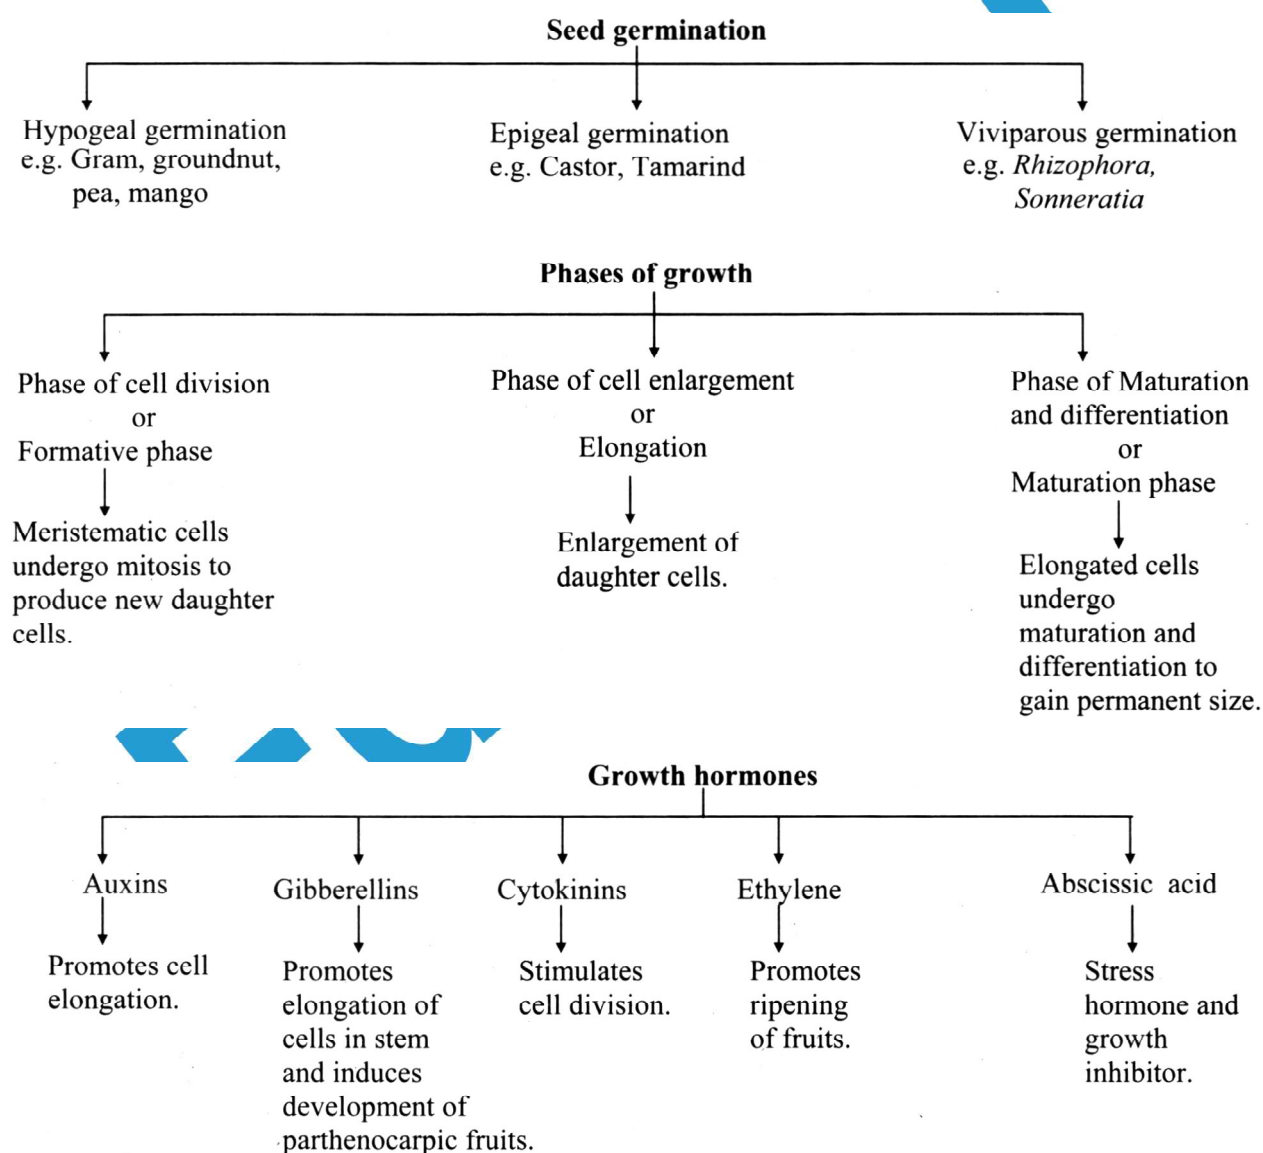 Seed germination
Hypogeal germination
e.g. Gram, groundnut,
pea, mango
Epigeal germination
e.g. Castor, Tamarind
Viviparous germination
e.g. Rhizophora,
Sonneratia
Phases of growth
Phase of cell division
or
Formative phase
Meristematic cells
undergo mitosis to
produce new daughter
cells.
Phase of cell enlargement
or
Elongation
Enlargement of
daughter cells.
Phase of Maturation
and differentiation
or
Maturation phase
Elongated cells
undergo
maturation and
differentiation to
gain permanent size.
Growth hormones
Auxins
Promotes cell
elongation.
Gibberellins
Promotes
elongation of
cells in stem
and induces
development of
parthenocarpic fruits.
Cytokinins
Stimulates
cell division.
Ethylene
Promotes
ripening
of fruits.
Abscissic acid
Stress
hormone and
growth
inhibitor.